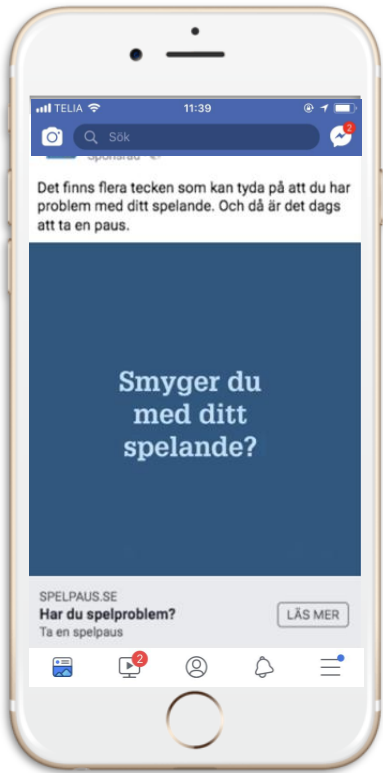 TELIA
11:39
2
Sök
Sponsrad
Det finns flera tecken som kan tyda på att du har
problem med ditt spelande. Och då är det dags
att ta en paus.
Smyger du
med ditt
spelande?
SPELPAUS.SE
Har du spelproblem?
LÄS MER
Ta en spelpaus
2